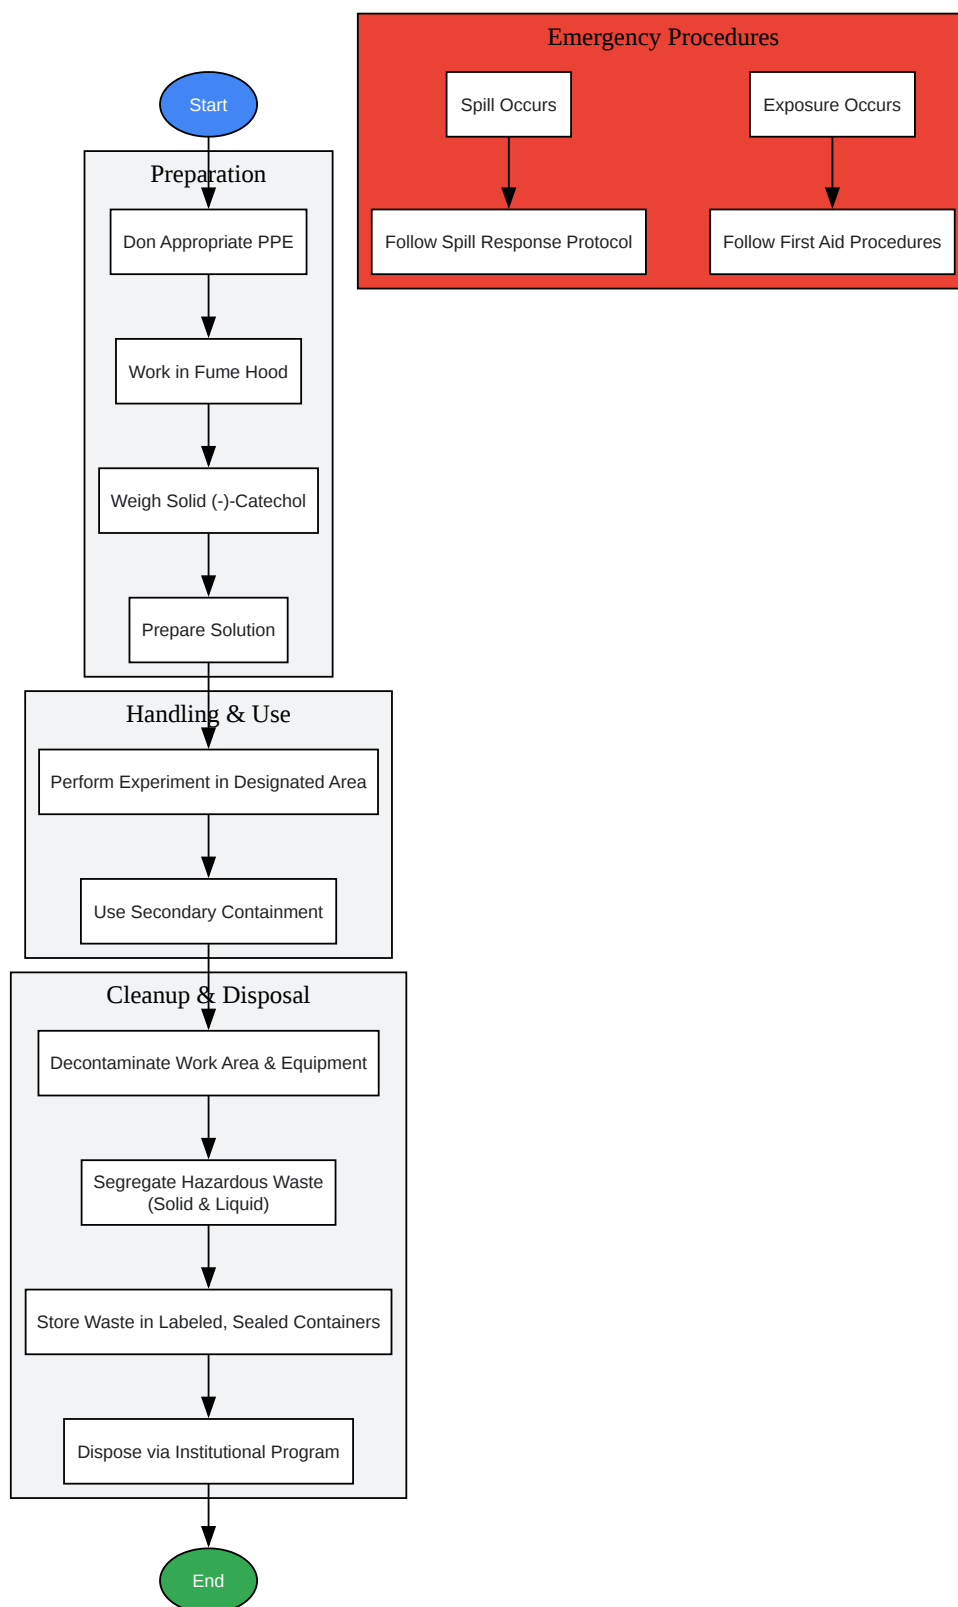 Emergency Procedures
Start
Spill Occurs
Exposure Occurs
Preparation
Don Appropriate PPE
Follow Spill Response Protocol
Follow First Aid Procedures
Work in Fume Hood
Weigh Solid (-)-Catechol
Prepare Solution
Handling & Use
Perform Experiment in Designated Area
Use Secondary Containment
Cleanup & Disposal
Decontaminate Work Area & Equipment
Segregate Hazardous Waste
(Solid & Liquid)
Store Waste in Labeled, Sealed Containers
Dispose via Institutional Program
End